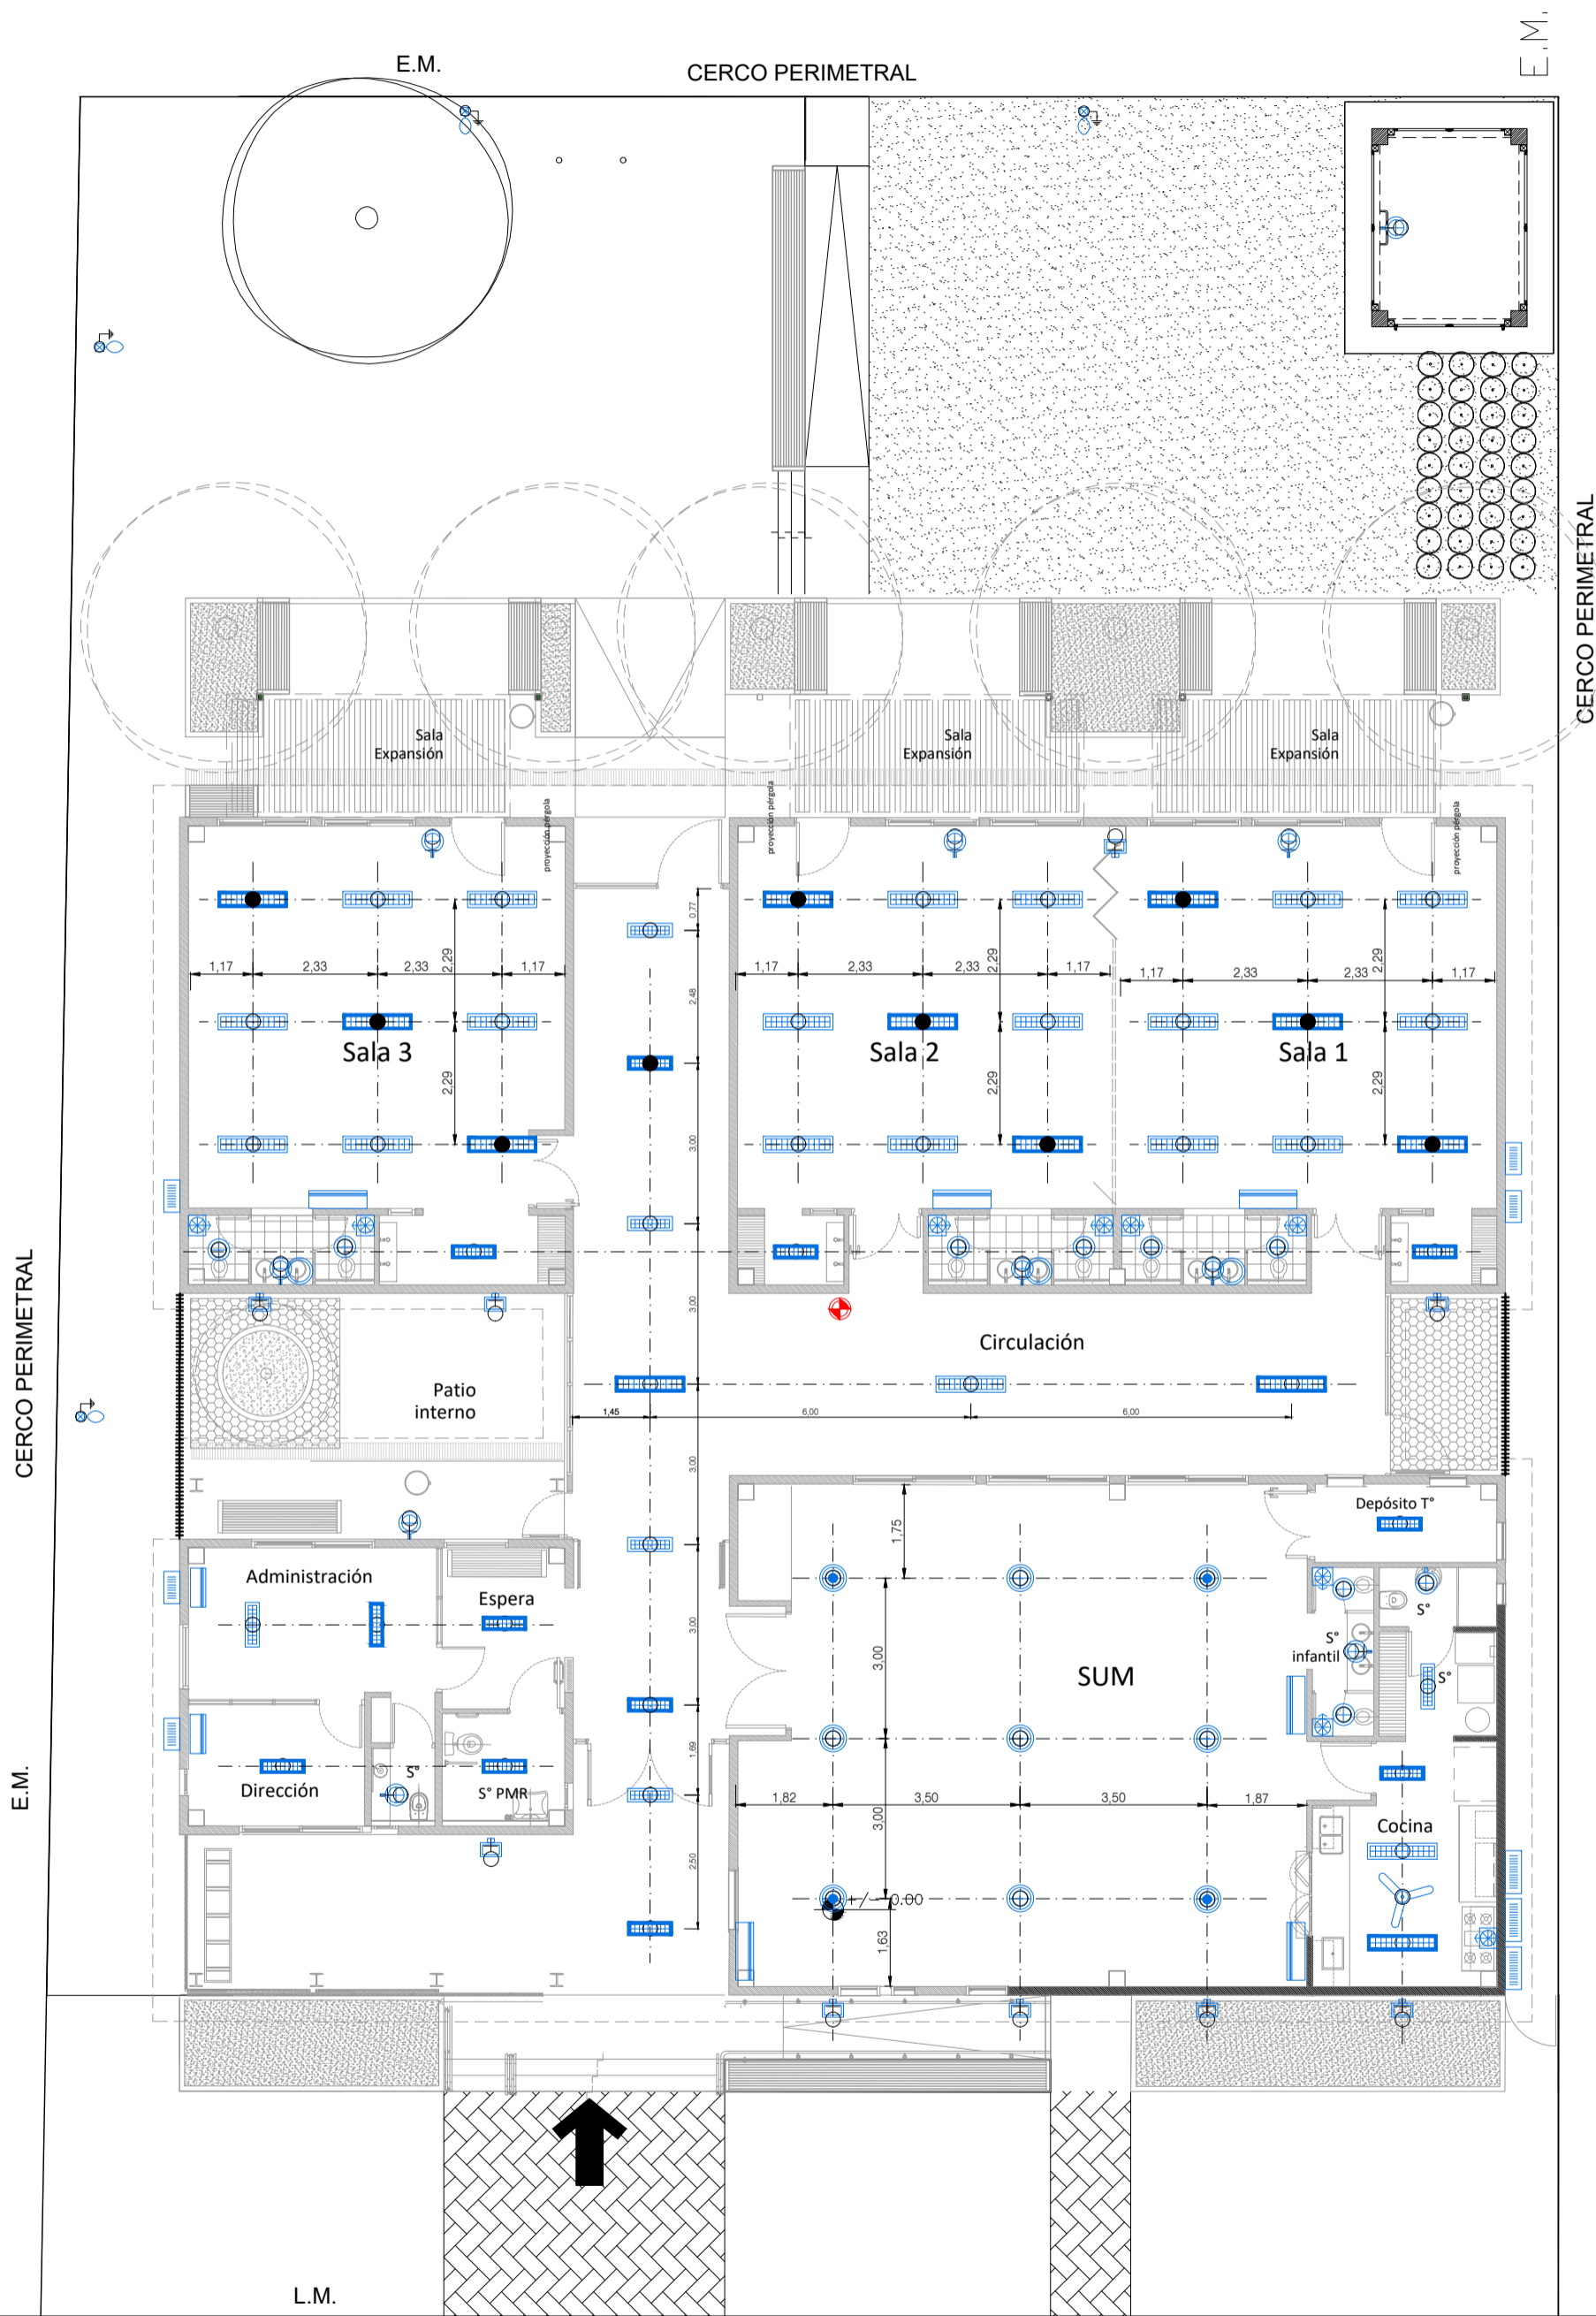 E.M.
E.M.
CERCO PERIMETRAL
CERCO PERIMETRAL
Sala
Expansión
Sala
Expansión
Sala
Expansión
proyección pérgola
proyección pérgola
proyección pérgola
0.77
2.48
1,17
2,33
2,33
2,29
1,17
1,17
2,33
2,33
2,29
1,17
1,17
2,33
2,33
2,29
1,17
Sala 3
Sala 2
Sala 1
2,29
2,29
2,29
3.00
3.00
CERCO PERIMETRAL
Circulación
Patio
interno
1,45
6,00
6,00
3.00
Depósito T°
1,75
Administración
Espera
3.00
3,00
S°
S°
infantil
S°
SUM
1.69
E.M.
Dirección
S°
S° PMR
1,82
3,50
3,50
1,87
3,00
Cocina
2.50
+/- 0.00
1,63
L.M.